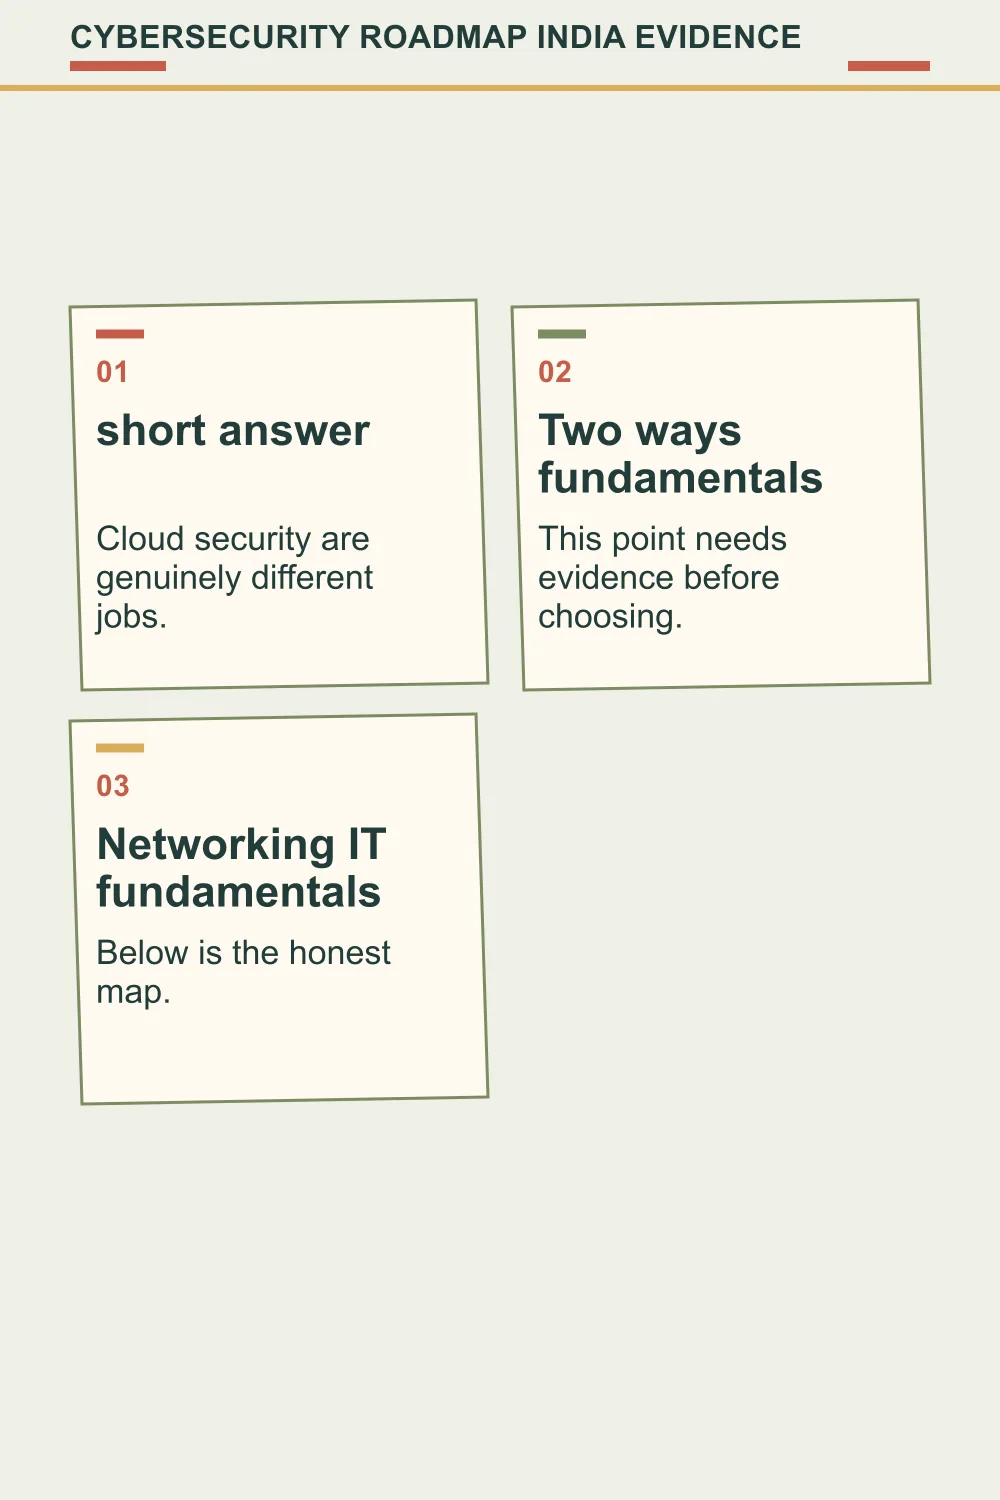 CYBERSECURITY ROADMAP INDIA EVIDENCE
01
short answer
Cloud security are
genuinely different
jobs.
02
Two ways
fundamentals
This point needs
evidence before
choosing.
03
Networking IT
fundamentals
Below is the honest
map.